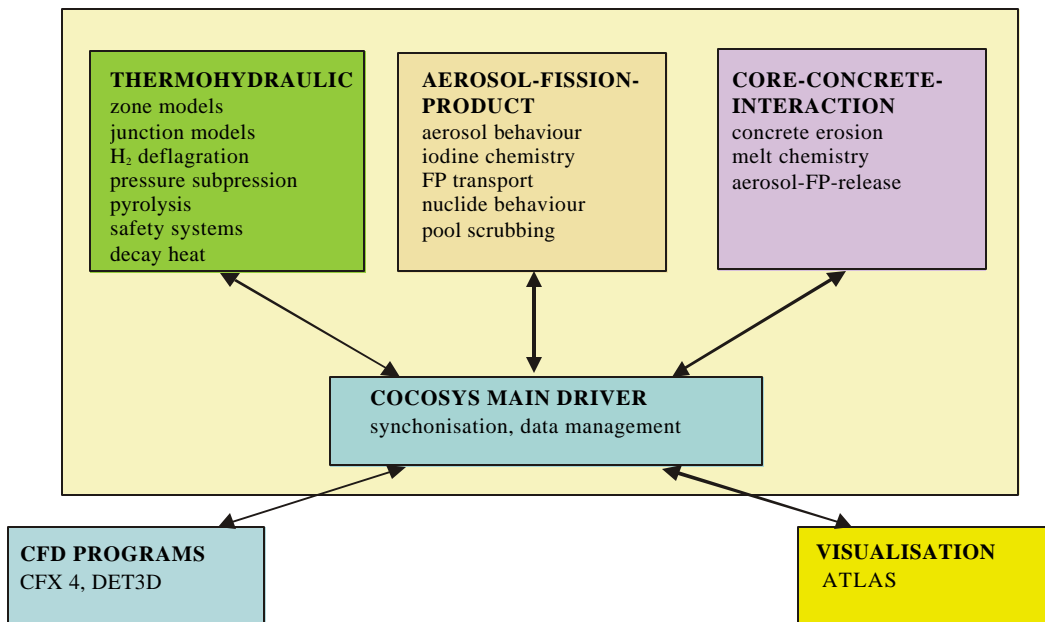 THERMOHYDRAULIC
zone models
junction models
H₂ deflagration
pressure subpression
pyrolysis
safety systems
decay heat
AEROSOL-FISSION-
PRODUCT
aerosol behaviour
iodine chemistry
FP transport
nuclide behaviour
pool scrubbing
CORE-CONCRETE-
INTERACTION
concrete erosion
melt chemistry
aerosol-FP-release
COCOSYS MAIN DRIVER
synchonisation, data management
CFD PROGRAMS
CFX 4, DET3D
VISUALISATION
ATLAS